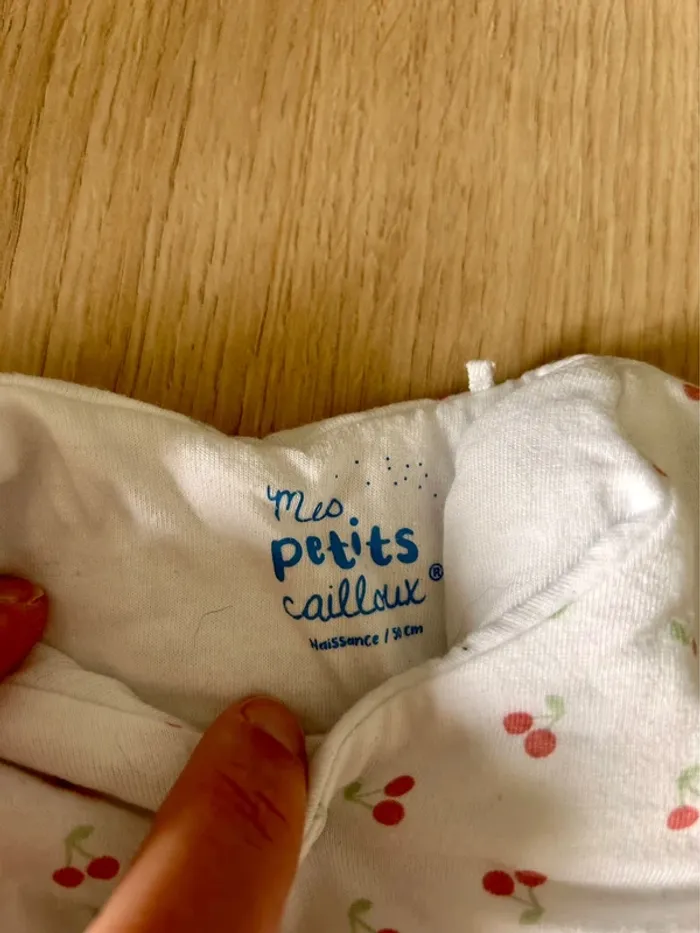 Mes
petits
cailloux®
Naissance / 50 cm